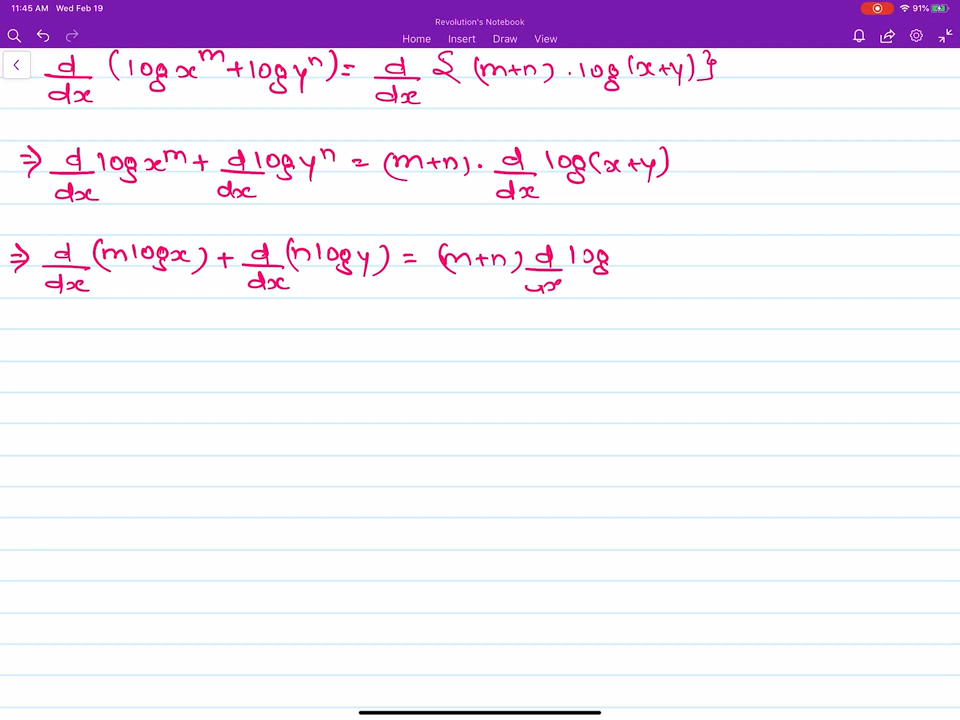 11:45 AM Wed Feb 19 91%
Revolution's Notebook
Home Insert Draw View
d/dx (log x^m + log y^n) = d/dx {(m+n) . log(x+y)}
⇒ d/dx log x^m + d/dx log y^n = (m+n) . d/dx log(x+y)
⇒ d/dx (m log x) + d/dx (n log y) = (m+n) d/dx log